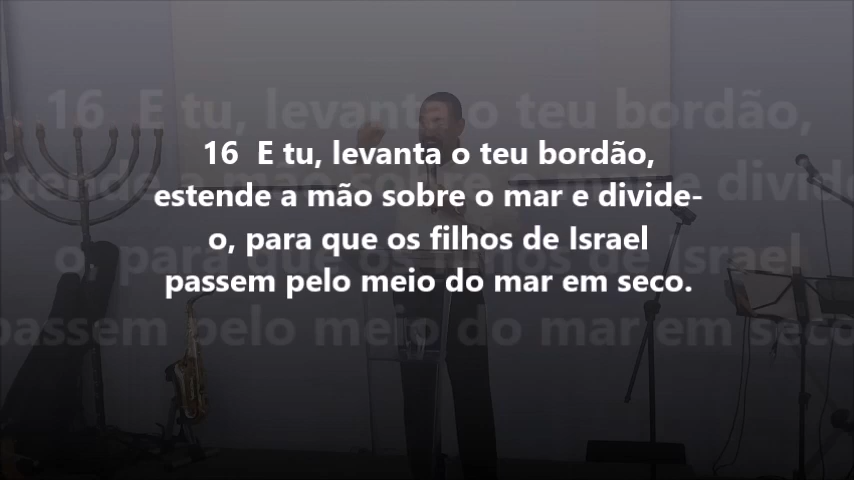 16 E tu, levanta o teu bordão,
estende a mão sobre o mar e divide-
o, para que os filhos de Israel
passem pelo meio do mar em seco.